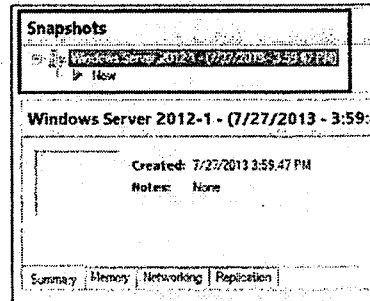 Snapshots
Windows Server 2012-1 - (7/27/2013 - 3:59:47 PM)
Now
Windows Server 2012-1 - (7/27/2013 - 3:59:
Created: 7/27/2013 3:59:47 PM
Notes: None
Summary Memory Networking Replication